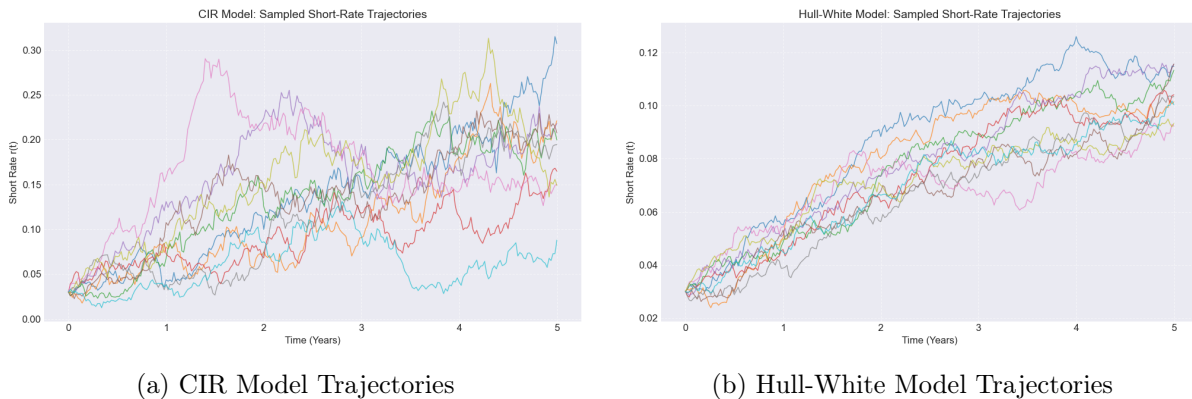 CIR Model: Sampled Short-Rate Trajectories
Short Rate r(t)
0.30
0.25
0.20
0.15
0.10
0.05
0.00
0 1 2 3 4 5
Time (Years)
(a) CIR Model Trajectories
Hull-White Model: Sampled Short-Rate Trajectories
Short Rate r(t)
0.12
0.10
0.08
0.06
0.04
0.02
0 1 2 3 4 5
Time (Years)
(b) Hull-White Model Trajectories